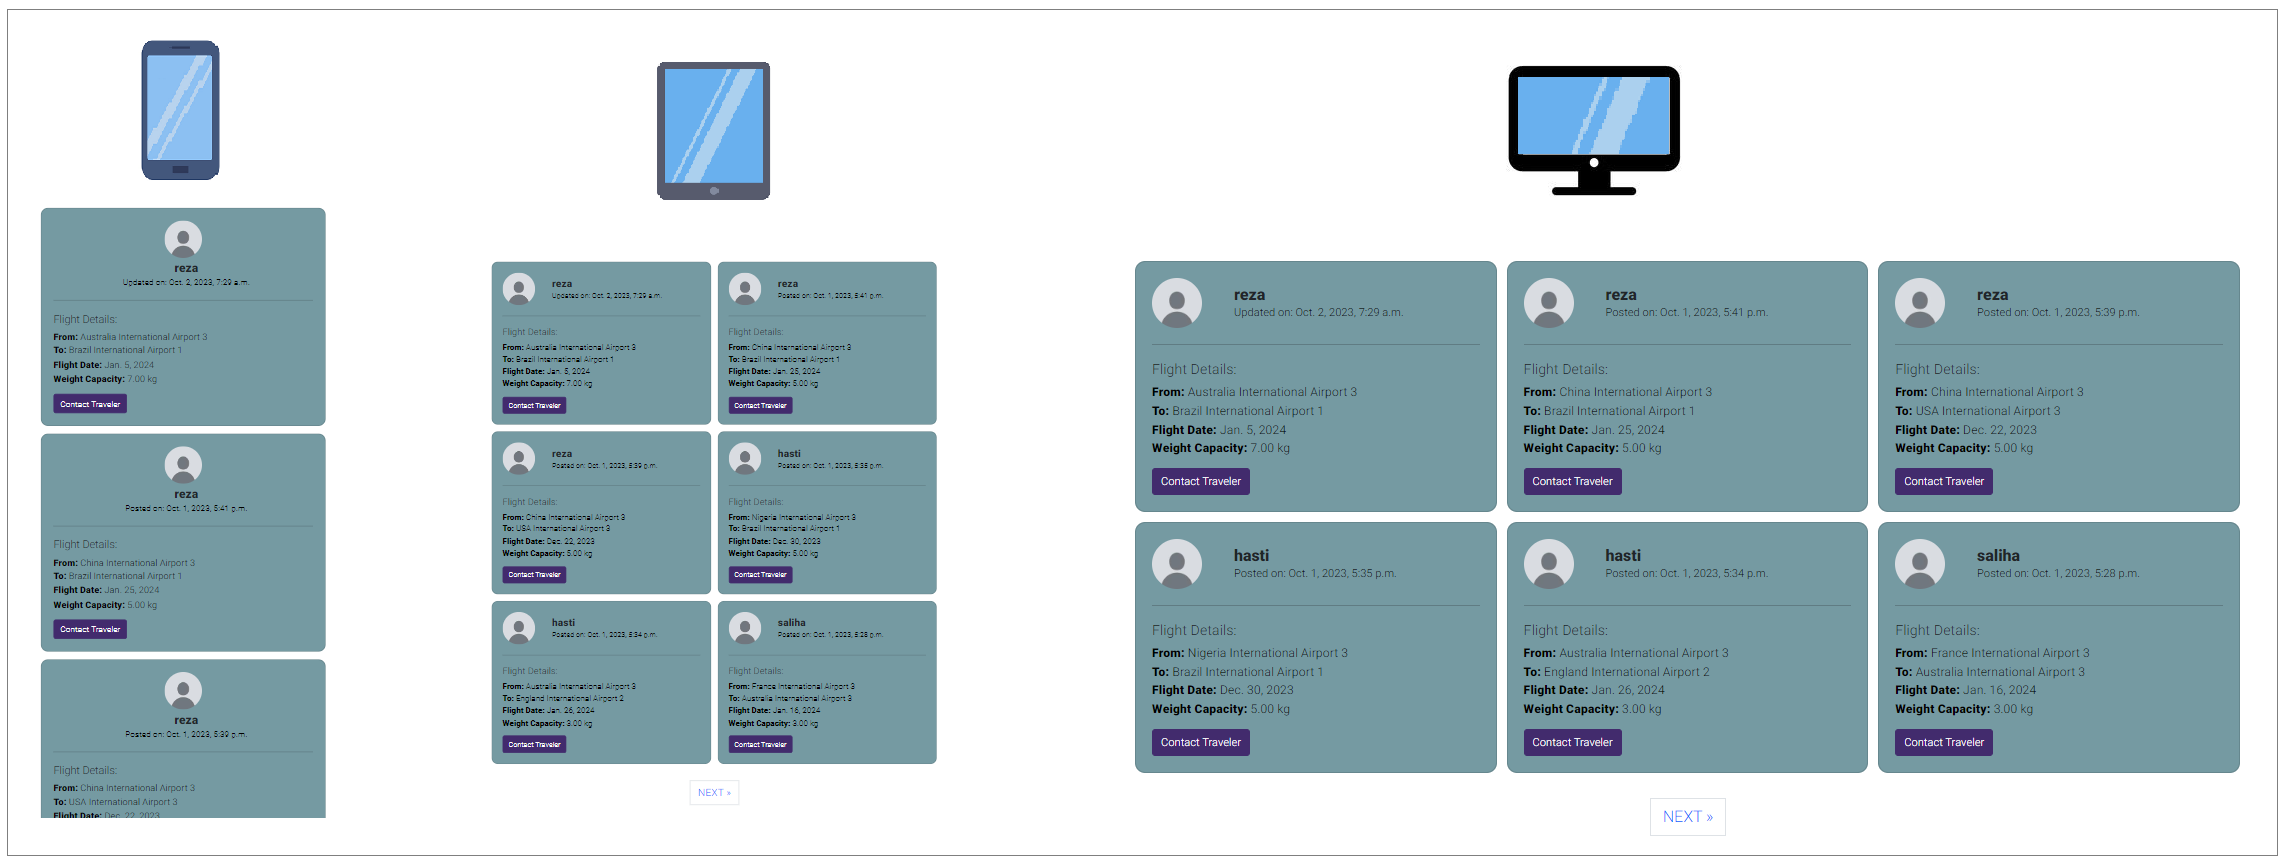 reza
Updated on: Oct. 2, 2023, 7:29 a.m.
Flight Details:
From: Australia International Airport 3
To: Brazil International Airport 1
Flight Date: Jan. 5, 2024
Weight Capacity: 7.00 kg
Contact Traveler
reza
Posted on: Oct. 1, 2023, 5:41 p.m.
Flight Details:
From: China International Airport 3
To: Brazil International Airport 1
Flight Date: Jan. 25, 2024
Weight Capacity: 5.00 kg
Contact Traveler
reza
Posted on: Oct. 1, 2023, 5:39 p.m.
Flight Details:
From: China International Airport 3
To: USA International Airport 3
Flight Date: Dec. 22, 2023
reza
Updated on: Oct. 2, 2023, 7:29 a.m.
Flight Details:
From: Australia International Airport 3
To: Brazil International Airport 1
Flight Date: Jan. 5, 2024
Weight Capacity: 7.00 kg
Contact Traveler
reza
Posted on: Oct. 1, 2023, 5:41 p.m.
Flight Details:
From: China International Airport 3
To: Brazil International Airport 1
Flight Date: Jan. 25, 2024
Weight Capacity: 5.00 kg
Contact Traveler
reza
Posted on: Oct. 1, 2023, 5:39 p.m.
Flight Details:
From: China International Airport 3
To: USA International Airport 3
Flight Date: Dec. 22, 2023
Weight Capacity: 5.00 kg
Contact Traveler
hasti
Posted on: Oct. 1, 2023, 5:35 p.m.
Flight Details:
From: Nigeria International Airport 3
To: Brazil International Airport 1
Flight Date: Dec. 30, 2023
Weight Capacity: 5.00 kg
Contact Traveler
hasti
Posted on: Oct. 1, 2023, 5:34 p.m.
Flight Details:
From: Australia International Airport 3
To: England International Airport 2
Flight Date: Jan. 26, 2024
Weight Capacity: 3.00 kg
Contact Traveler
saliha
Posted on: Oct. 1, 2023, 5:28 p.m.
Flight Details:
From: France International Airport 3
To: Australia International Airport 3
Flight Date: Jan. 16, 2024
Weight Capacity: 3.00 kg
Contact Traveler
NEXT »
reza
Updated on: Oct. 2, 2023, 7:29 a.m.
Flight Details:
From: Australia International Airport 3
To: Brazil International Airport 1
Flight Date: Jan. 5, 2024
Weight Capacity: 7.00 kg
Contact Traveler
reza
Posted on: Oct. 1, 2023, 5:41 p.m.
Flight Details:
From: China International Airport 3
To: Brazil International Airport 1
Flight Date: Jan. 25, 2024
Weight Capacity: 5.00 kg
Contact Traveler
reza
Posted on: Oct. 1, 2023, 5:39 p.m.
Flight Details:
From: China International Airport 3
To: USA International Airport 3
Flight Date: Dec. 22, 2023
Weight Capacity: 5.00 kg
Contact Traveler
hasti
Posted on: Oct. 1, 2023, 5:35 p.m.
Flight Details:
From: Nigeria International Airport 3
To: Brazil International Airport 1
Flight Date: Dec. 30, 2023
Weight Capacity: 5.00 kg
Contact Traveler
hasti
Posted on: Oct. 1, 2023, 5:34 p.m.
Flight Details:
From: Australia International Airport 3
To: England International Airport 2
Flight Date: Jan. 26, 2024
Weight Capacity: 3.00 kg
Contact Traveler
saliha
Posted on: Oct. 1, 2023, 5:28 p.m.
Flight Details:
From: France International Airport 3
To: Australia International Airport 3
Flight Date: Jan. 16, 2024
Weight Capacity: 3.00 kg
Contact Traveler
NEXT »